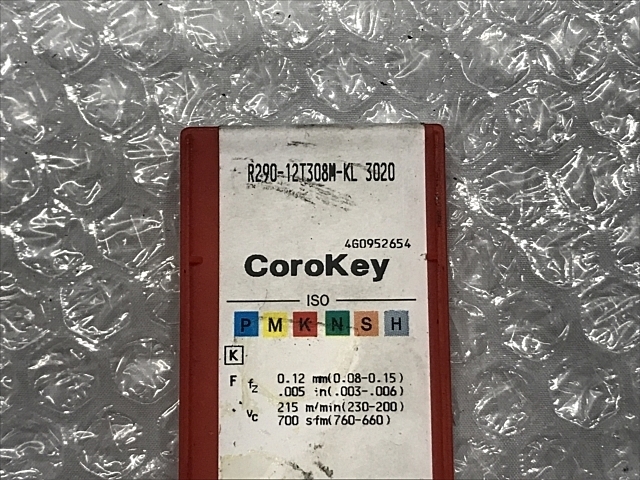 R290-12T308M-KL 3020
4G0952654
CoroKey
ISO
P M K N S H
K
F fz 0.12 mm(0.08-0.15)
.005 in(.003-.006)
vc 215 m/min(230-200)
700 sfm(760-660)